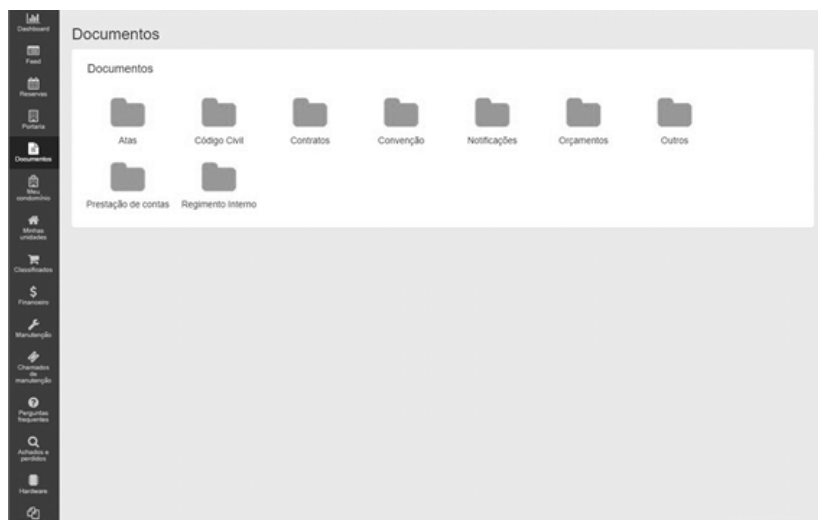 Dashboard
Feed
Reservas
Portaria
Documentos
Meu
condomínio
Minhas
unidades
Classificados
Financeiro
Manutenção
Chamados
de
manutenção
Perguntas
frequentes
Achados e
perdidos
Hardware
Documentos
Documentos
Atas Código Civil Contratos Convenção Notificações Orçamentos Outros
Prestação de contas Regimento Interno